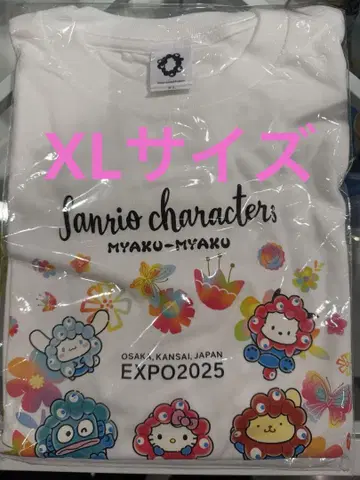 XLサイズ
Sanrio characters
MYAKU-MYAKU
OSAKA, KANSAI, JAPAN
EXPO2025